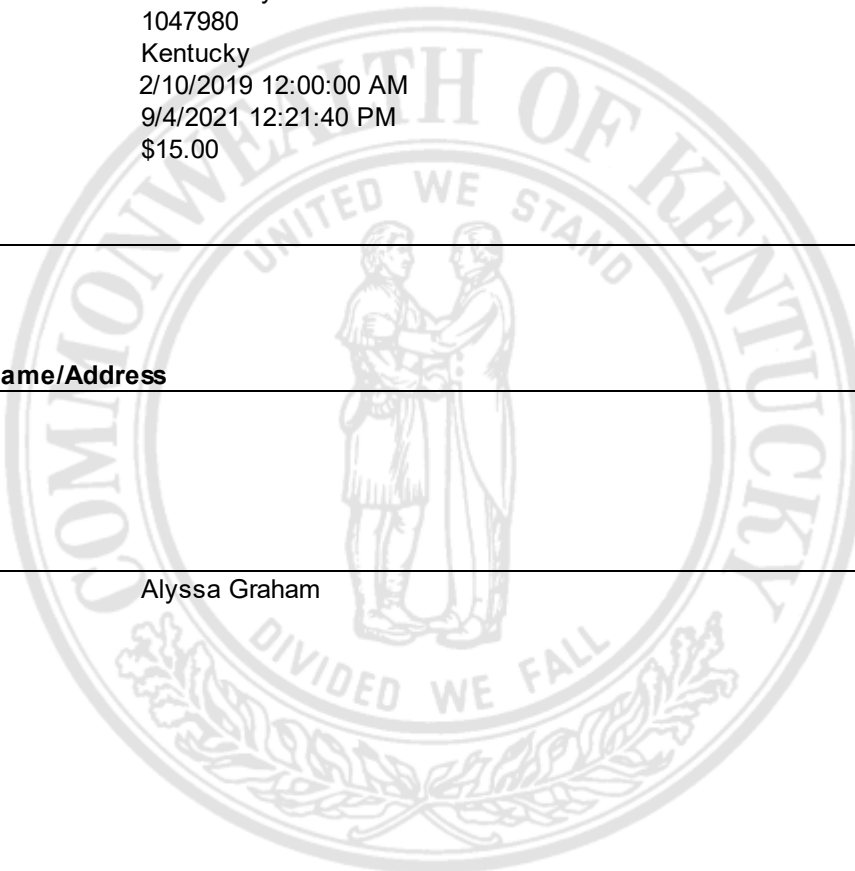 1047980
Kentucky
2/10/2019 12:00:00 AM
9/4/2021 12:21:40 PM
$15.00
ame/Address
Alyssa Graham
COMMONWEALTH OF KENTUCKY
UNITED WE STAND
DIVIDED WE FALL